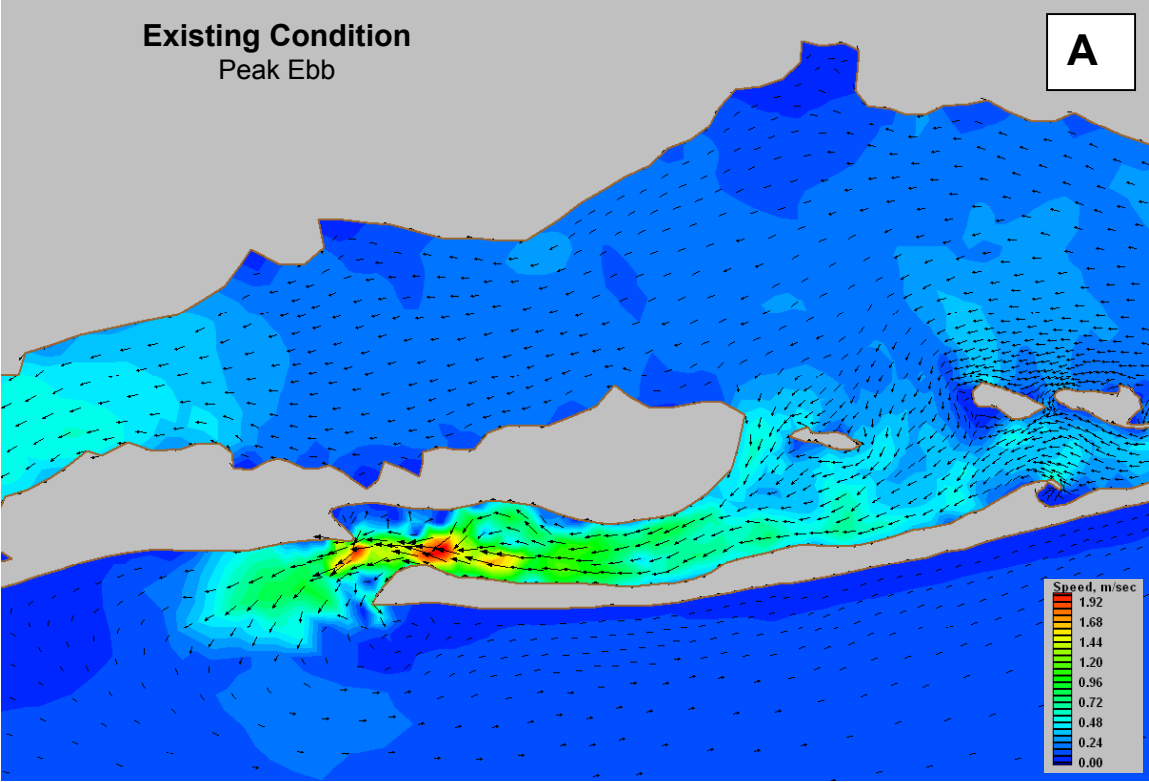 Existing Condition
Peak Ebb
A
Speed, m/sec
1.92
1.68
1.44
1.20
0.96
0.72
0.48
0.24
0.00